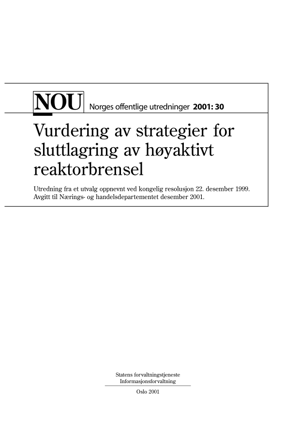 NOU Norges offentlige utredninger 2001: 30
Vurdering av strategier for
sluttlagring av høyaktivt
reaktorbrensel
Utredning fra et utvalg oppnevnt ved kongelig resolusjon 22. desember 1999.
Avgitt til Nærings- og handelsdepartementet desember 2001.
Statens forvaltningstjeneste
Informasjonsforvaltning
Oslo 2001